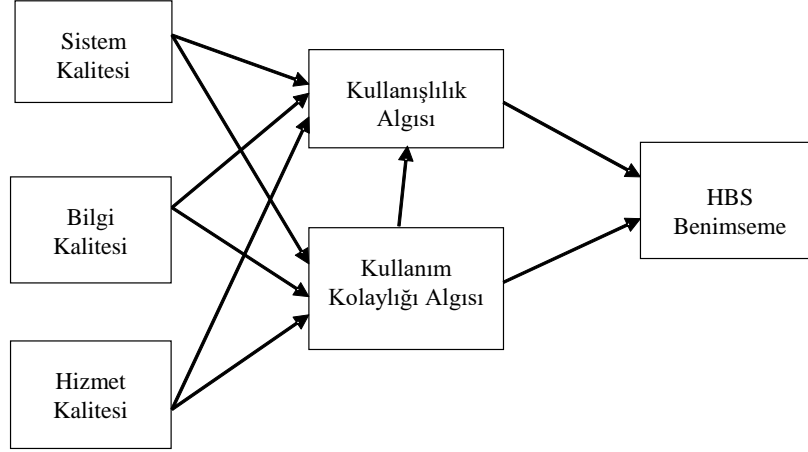 Sistem
Kalitesi
Kullanışlılık
Algısı
HBS
Benimseme
Bilgi
Kalitesi
Kullanım
Kolaylığı Algısı
Hizmet
Kalitesi